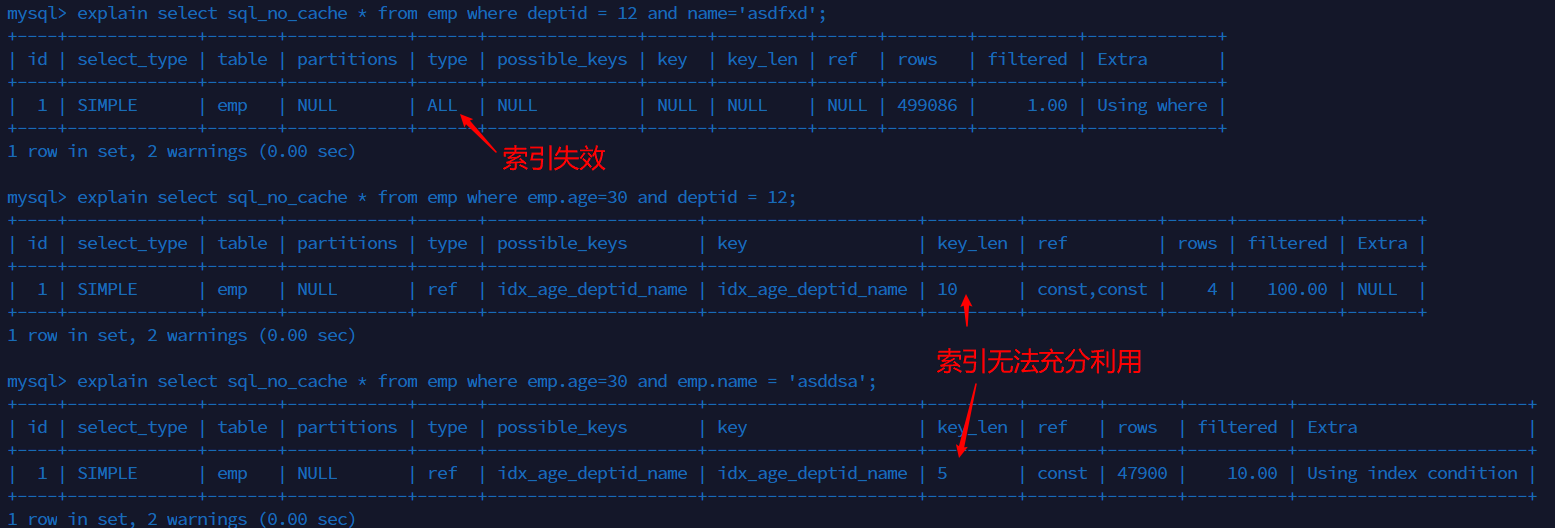 mysql> explain select sql_no_cache * from emp where deptid = 12 and name='asdfxd';
+----+-------------+-------+------------+------+---------------+------+---------+------+--------+----------+-------------+
| id | select_type | table | partitions | type | possible_keys | key  | key_len | ref  | rows   | filtered | Extra       |
+----+-------------+-------+------------+------+---------------+------+---------+------+--------+----------+-------------+
| 1 | SIMPLE      | emp   | NULL       | ALL  | NULL          | NULL | NULL    | NULL | 499086 |     1.00 | Using where |
+----+-------------+-------+------------+------+---------------+------+---------+------+--------+----------+-------------+
1 row in set, 2 warnings (0.00 sec)
索引失效
mysql> explain select sql_no_cache * from emp where emp.age=30 and deptid = 12;
+----+-------------+-------+------------+------+---------------------+---------------------+---------+-------------+------+----------+-------+
| id | select_type | table | partitions | type | possible_keys       | key                 | key_len | ref         | rows | filtered | Extra |
+----+-------------+-------+------------+------+---------------------+---------------------+---------+-------------+------+----------+-------+
| 1 | SIMPLE      | emp   | NULL       | ref  | idx_age_deptid_name | idx_age_deptid_name | 10      | const,const |    4 |   100.00 | NULL  |
+----+-------------+-------+------------+------+---------------------+---------------------+---------+-------------+------+----------+-------+
1 row in set, 2 warnings (0.00 sec)
索引无法充分利用
mysql> explain select sql_no_cache * from emp where emp.age=30 and emp.name = 'asddsa';
+----+-------------+-------+------------+------+---------------------+---------------------+---------+-------+-------+----------+-----------------------+
| id | select_type | table | partitions | type | possible_keys       | key                 | key_len | ref   | rows  | filtered | Extra                 |
+----+-------------+-------+------------+------+---------------------+---------------------+---------+-------+-------+----------+-----------------------+
| 1 | SIMPLE      | emp   | NULL       | ref  | idx_age_deptid_name | idx_age_deptid_name | 5       | const | 47900 |    10.00 | Using index condition |
+----+-------------+-------+------------+------+---------------------+---------------------+---------+-------+-------+----------+-----------------------+
1 row in set, 2 warnings (0.00 sec)